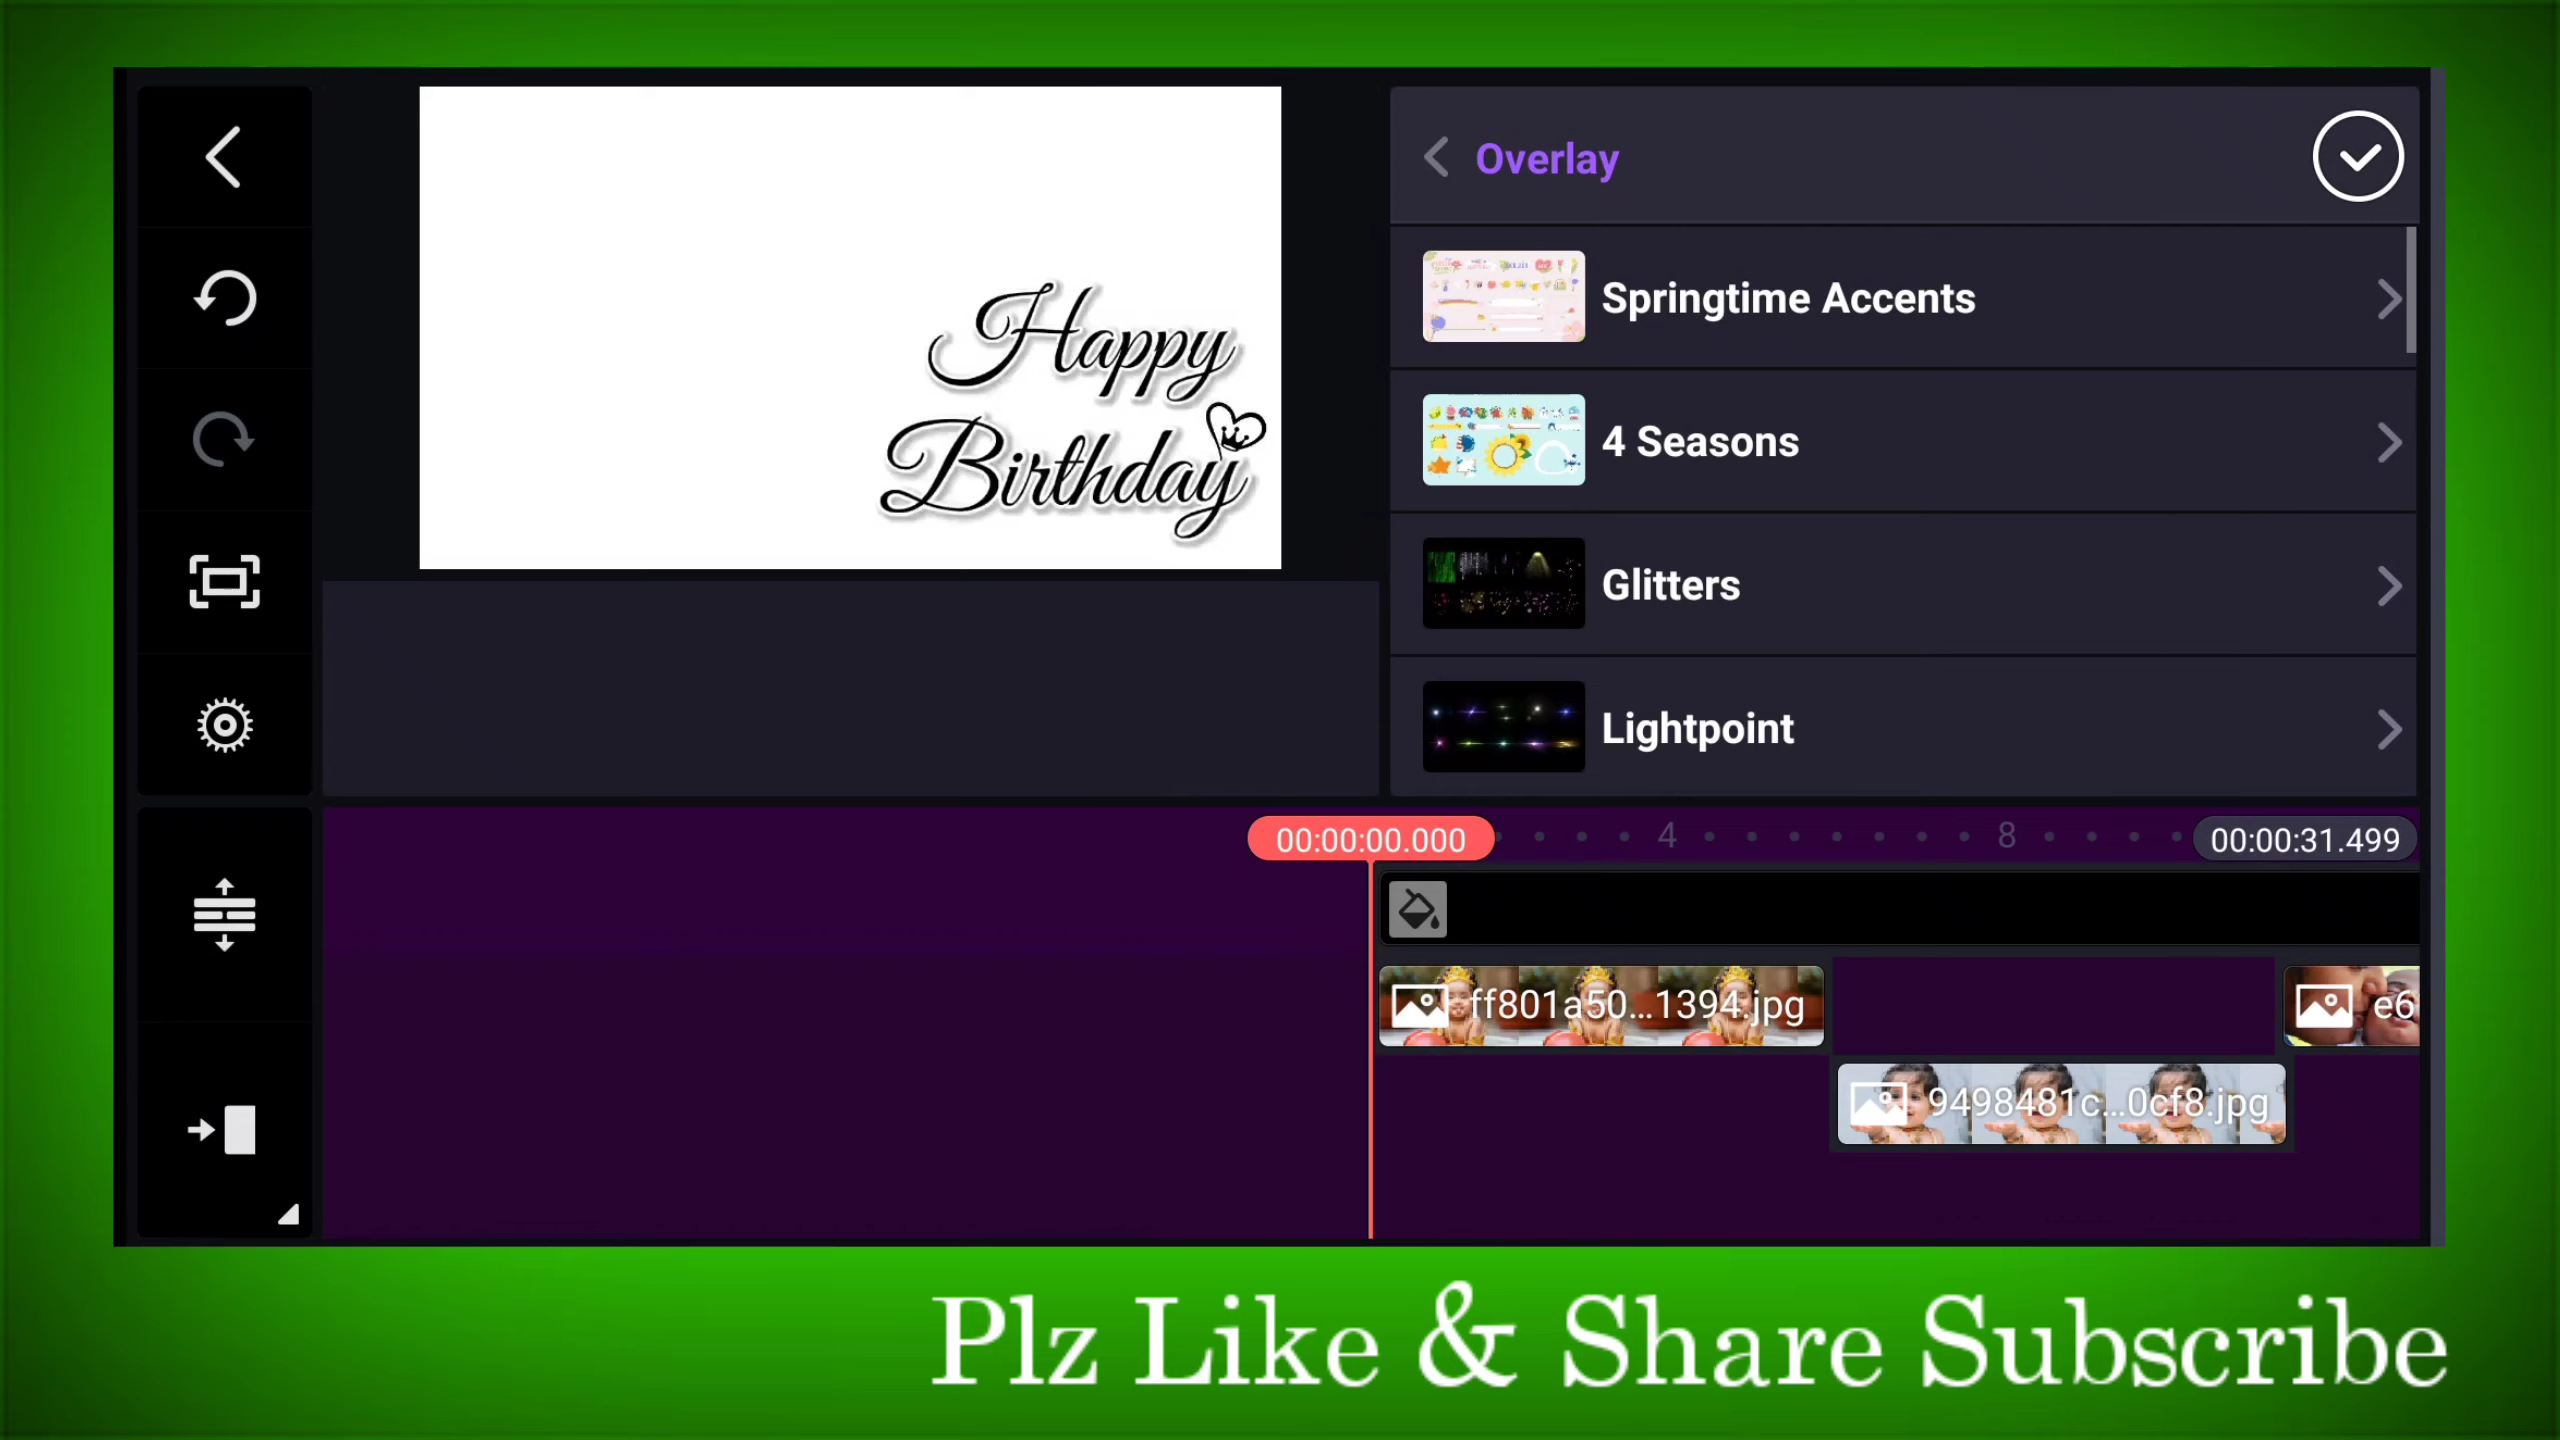 Overlay
Happy
Birthday
Springtime Accents
4 Seasons
Glitters
Lightpoint
00:00:00.000
4
8
00:00:31.499
ff801a50...1394.jpg
e6
9498481c...0cf8.jpg
Plz Like & Share Subscribe